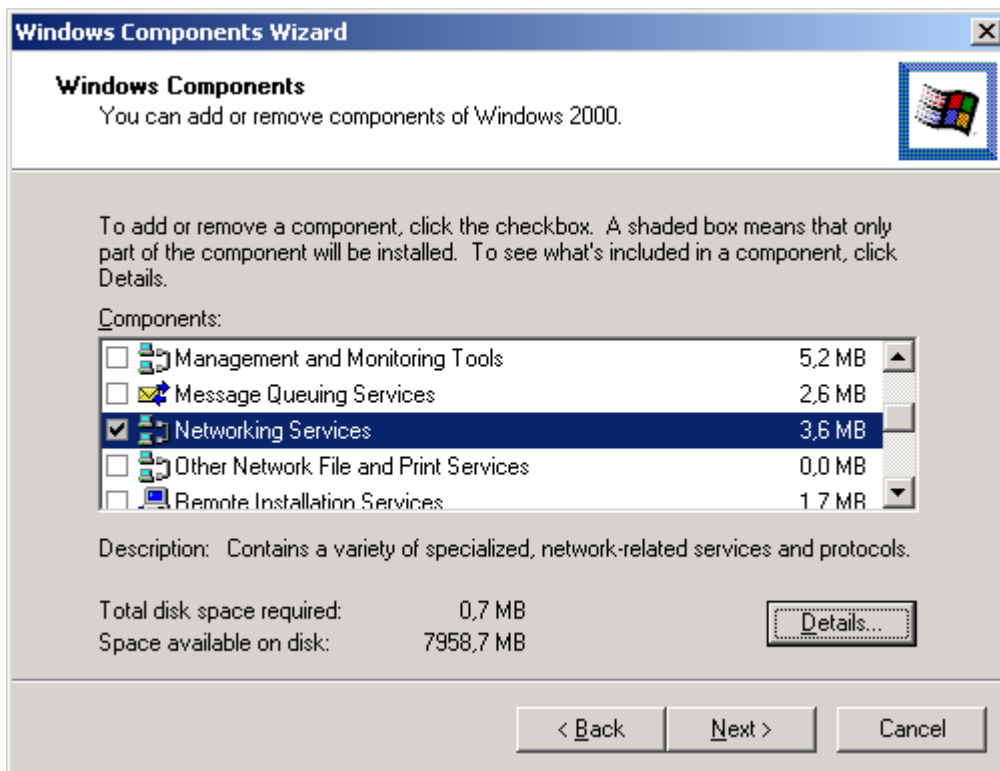 Windows Components Wizard
Windows Components
You can add or remove components of Windows 2000.
To add or remove a component, click the checkbox. A shaded box means that only
part of the component will be installed. To see what's included in a component, click
Details.
Components:
Management and Monitoring Tools 5,2 MB
Message Queuing Services 2,6 MB
Networking Services 3,6 MB
Other Network File and Print Services 0,0 MB
Remote Installation Services 1,7 MB
Description: Contains a variety of specialized, network-related services and protocols.
Total disk space required: 0,7 MB
Space available on disk: 7958,7 MB
Details...
< Back Next > Cancel